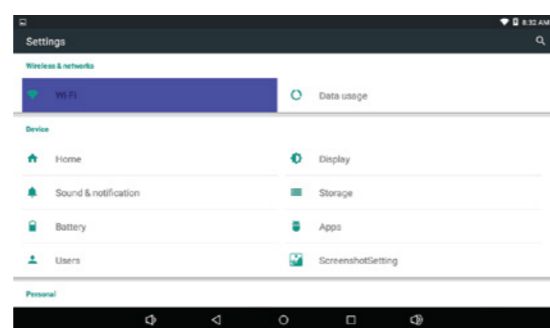 8:32 AM
Settings
Wireless & networks
Wi-Fi
Data usage
Device
Home
Display
Sound & notification
Storage
Battery
Apps
Users
ScreenshotSetting
Personal